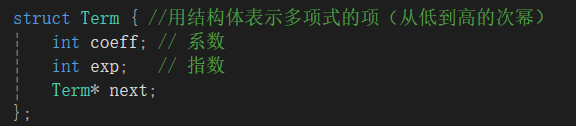 struct Term { //用结构体表示多项式的项（从低到高的次幂）
int coeff; // 系数
int exp;   // 指数
Term* next;
};